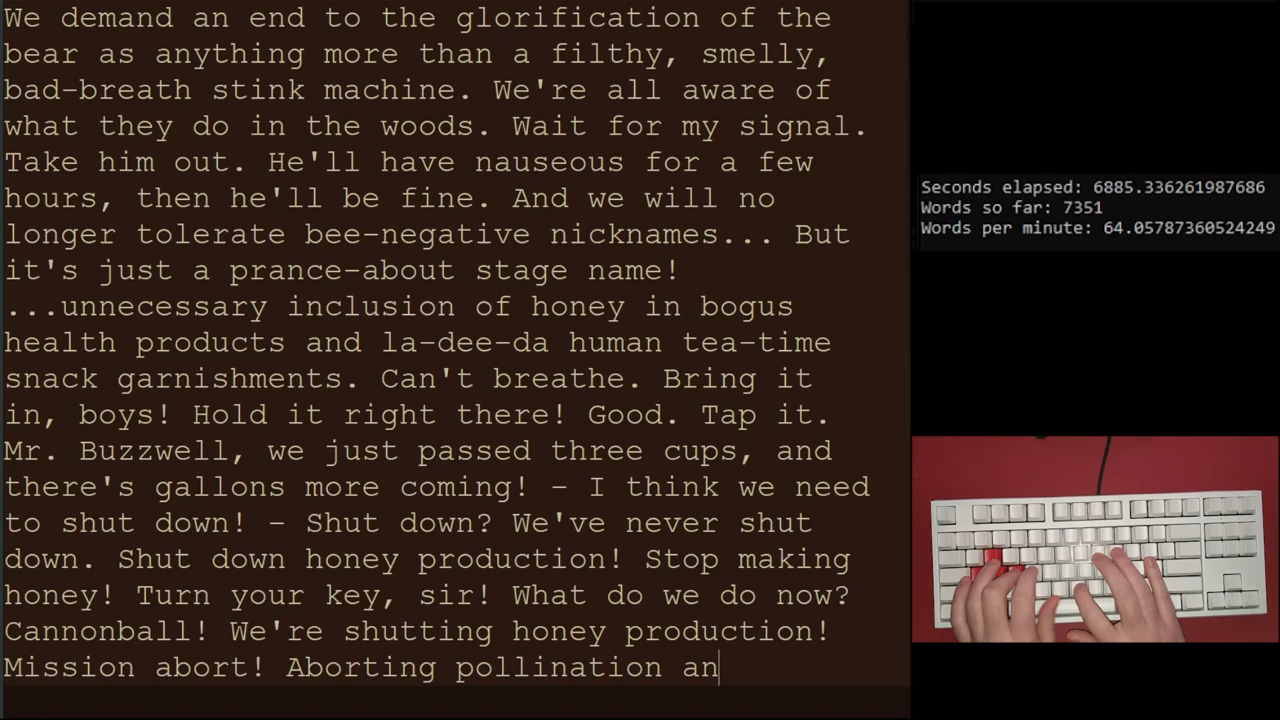 We demand an end to the glorification of the
bear as anything more than a filthy, smelly,
bad-breath stink machine. We're all aware of
what they do in the woods. Wait for my signal.
Take him out. He'll have nauseous for a few
hours, then he'll be fine. And we will no
longer tolerate bee-negative nicknames... But
it's just a prance-about stage name!
...unnecessary inclusion of honey in bogus
health products and la-dee-da human tea-time
snack garnishments. Can't breathe. Bring it
in, boys! Hold it right there! Good. Tap it.
Mr. Buzzwell, we just passed three cups, and
there's gallons more coming! - I think we need
to shut down! - Shut down? We've never shut
down. Shut down honey production! Stop making
honey! Turn your key, sir! What do we do now?
Cannonball! We're shutting honey production!
Mission abort! Aborting pollination an
Seconds elapsed: 6885.336261987686
Words so far: 7351
Words per minute: 64.05787360524249